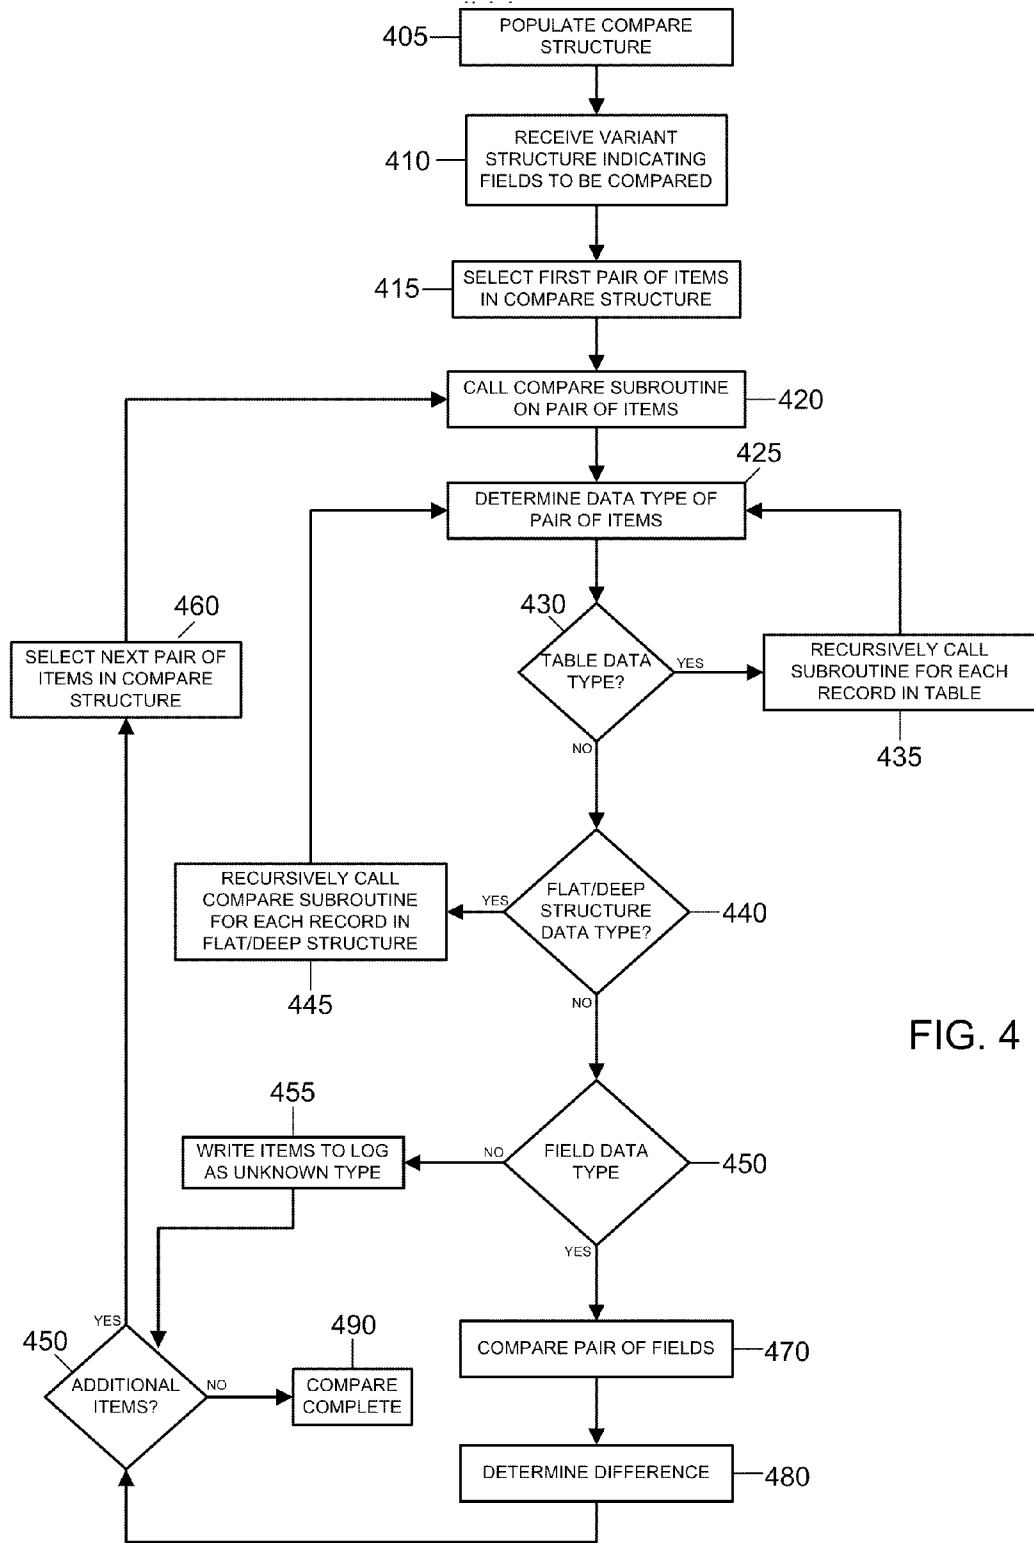 POPULATE COMPARE
STRUCTURE
405
RECEIVE VARIANT
STRUCTURE INDICATING
FIELDS TO BE COMPARED
410
SELECT FIRST PAIR OF ITEMS
IN COMPARE STRUCTURE
415
CALL COMPARE SUBROUTINE
ON PAIR OF ITEMS
420
425
DETERMINE DATA TYPE OF
PAIR OF ITEMS
460
SELECT NEXT PAIR OF
ITEMS IN COMPARE
STRUCTURE
430
TABLE DATA
TYPE?
YES
NO
RECURSIVELY CALL
SUBROUTINE FOR EACH
RECORD IN TABLE
435
RECURSIVELY CALL
COMPARE SUBROUTINE
FOR EACH RECORD IN
FLAT/DEEP STRUCTURE
445
YES
FLAT/DEEP
STRUCTURE
DATA TYPE?
440
NO
FIG. 4
455
WRITE ITEMS TO LOG
AS UNKNOWN TYPE
NO
FIELD DATA
TYPE
450
YES
YES
450
ADDITIONAL
ITEMS?
NO
490
COMPARE
COMPLETE
COMPARE PAIR OF FIELDS
470
DETERMINE DIFFERENCE
480